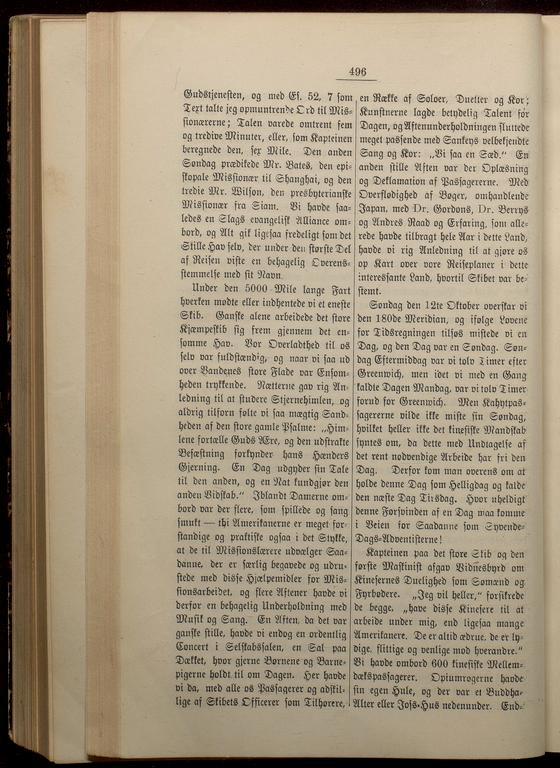 496
Gudstjenesten, og med Es. 52, 7 som
Text talte jeg opmuntrende Ord til Mis-
sionærerne; Talen varede omtrent fem
og tredive Minuter, eller, som Kapteinen
beregnede den, sex Mile. Den anden
Søndag prædikede Mr. Bates, den epi-
skopale Missionær til Shanghai, og den
tredie Mr. Wilson, den presbyterianske
Missionær fra Siam. Vi havde saa-
ledes en Slags evangelisk Alliance om-
bord, og Alt gik ligesaa fredeligt som det
Stille Hav selv, der under den største Del
af Reisen viste en behagelig Overens-
stemmelse med sit Navn.
Under den 5000 Mile lange Fart
hverken mødte eller indhentede vi et eneste
Skib. Ganske alene arbeidede det store
Kjæmpeskib sig frem gjennem det en-
somme Hav. Vor Overladthed til os
selv var fuldstændig, og naar vi saa ud
over Vandenes store Flade var Ensom-
heden trykkende. Nætterne gav rig An-
ledning til at studere Stjernehimlen, og
aldrig tilforn følte vi saa mægtig Sand-
heden af den store gamle Psalme: „Him-
lene fortælle Guds Ære, og den udstrakte
Befæstning forkynder hans Hænders
Gjerning. En Dag udgyder sin Tale
til den anden, og en Nat kundgjør den
anden Vidskab.“ Iblandt Damerne om-
bord var der flere, som spillede og sang
smukt — thi Amerikanerne er meget for-
standige og praktiske ogsaa i det Stykke,
at de til Missionslærere udvælger Saa-
danne, der er særlig begavede og udru-
stede med disse Hjælpemidler for Mis-
sionsarbeidet, og flere Aftener havde vi
derfor en behagelig Underholdning med
Musik og Sang. En Aften, da det var
ganske stille, havde vi endog en ordentlig
Concert i Selskabssalen, en Sal paa
Dækket, hvor gjerne Børnene og Barne-
pigerne holdt til om Dagen. Her havde
vi da, med alle os Passagerer og adskil-
lige af Skibets Officerer som Tilhørere,
en Række af Soloer, Duetter og Kor;
Kunstnerne lagde betydelig Talent for
Dagen, og Aftenunderholdningen sluttede
meget passende med Sankeys velbekjendte
Sang og Kor: „Vi saa en Sæd.“ En
anden stille Aften var der Oplæsning
og Deklamation af Passagererne. Med
Overflødighed af Bøger, omhandlende
Japan, med Dr. Gordons, Dr. Berrys
og Andres Raad og Erfaring, som alle-
rede havde tilbragt hele Aar i dette Land,
havde vi rig Anledning til at gjøre os
op Kart over vore Reiseplaner i dette
interessante Land, hvortil Skibet var be-
stemt.
Søndag den 12te Oktober overskar vi
den 180de Meridian, og ifølge Lovene
for Tidsregningen tilsøs mistede vi en
Dag, og den Dag var en Søndag. Søn-
dag Eftermiddag var vi tolv Timer efter
Greenwich, men idet vi med en Gang
kaldte Dagen Mandag, var vi tolv Timer
forud for Greenwich. Men Kahytpas-
sagererne vilde ikke miste sin Søndag,
hvilket heller ikke det kinesiske Mandskab
syntes om, da dette med Undtagelse af
det rent nødvendige Arbeide har fri den
Dag. Derfor kom man overens om at
holde denne Dag som Helligdag og kalde
den næste Dag Tirsdag. Hvor uheldigt
denne Forsvinden af en Dag maa komme
i Veien for Saadanne som Syvende-
Dags-Adventisterne!
Kapteinen paa det store Skib og den
første Maskinist afgav Vidnesbyrd om
Kinesernes Duelighed som Sømænd og
Fyrbødere. „Jeg vil heller,“ forsikrede
de begge, „have disse Kinesere til at
arbeide under mig, end ligesaa mange
Amerikanere. De er altid ædrue, de er ly-
dige, flittige og venlige mod hverandre.“
Vi havde ombord 600 kinesiske Mellem-
dækspassagerer. Opiumrøgerne havde
sin egen Hule, og der var et Buddha-
Alter eller Joss-Hus nedenunder. End-